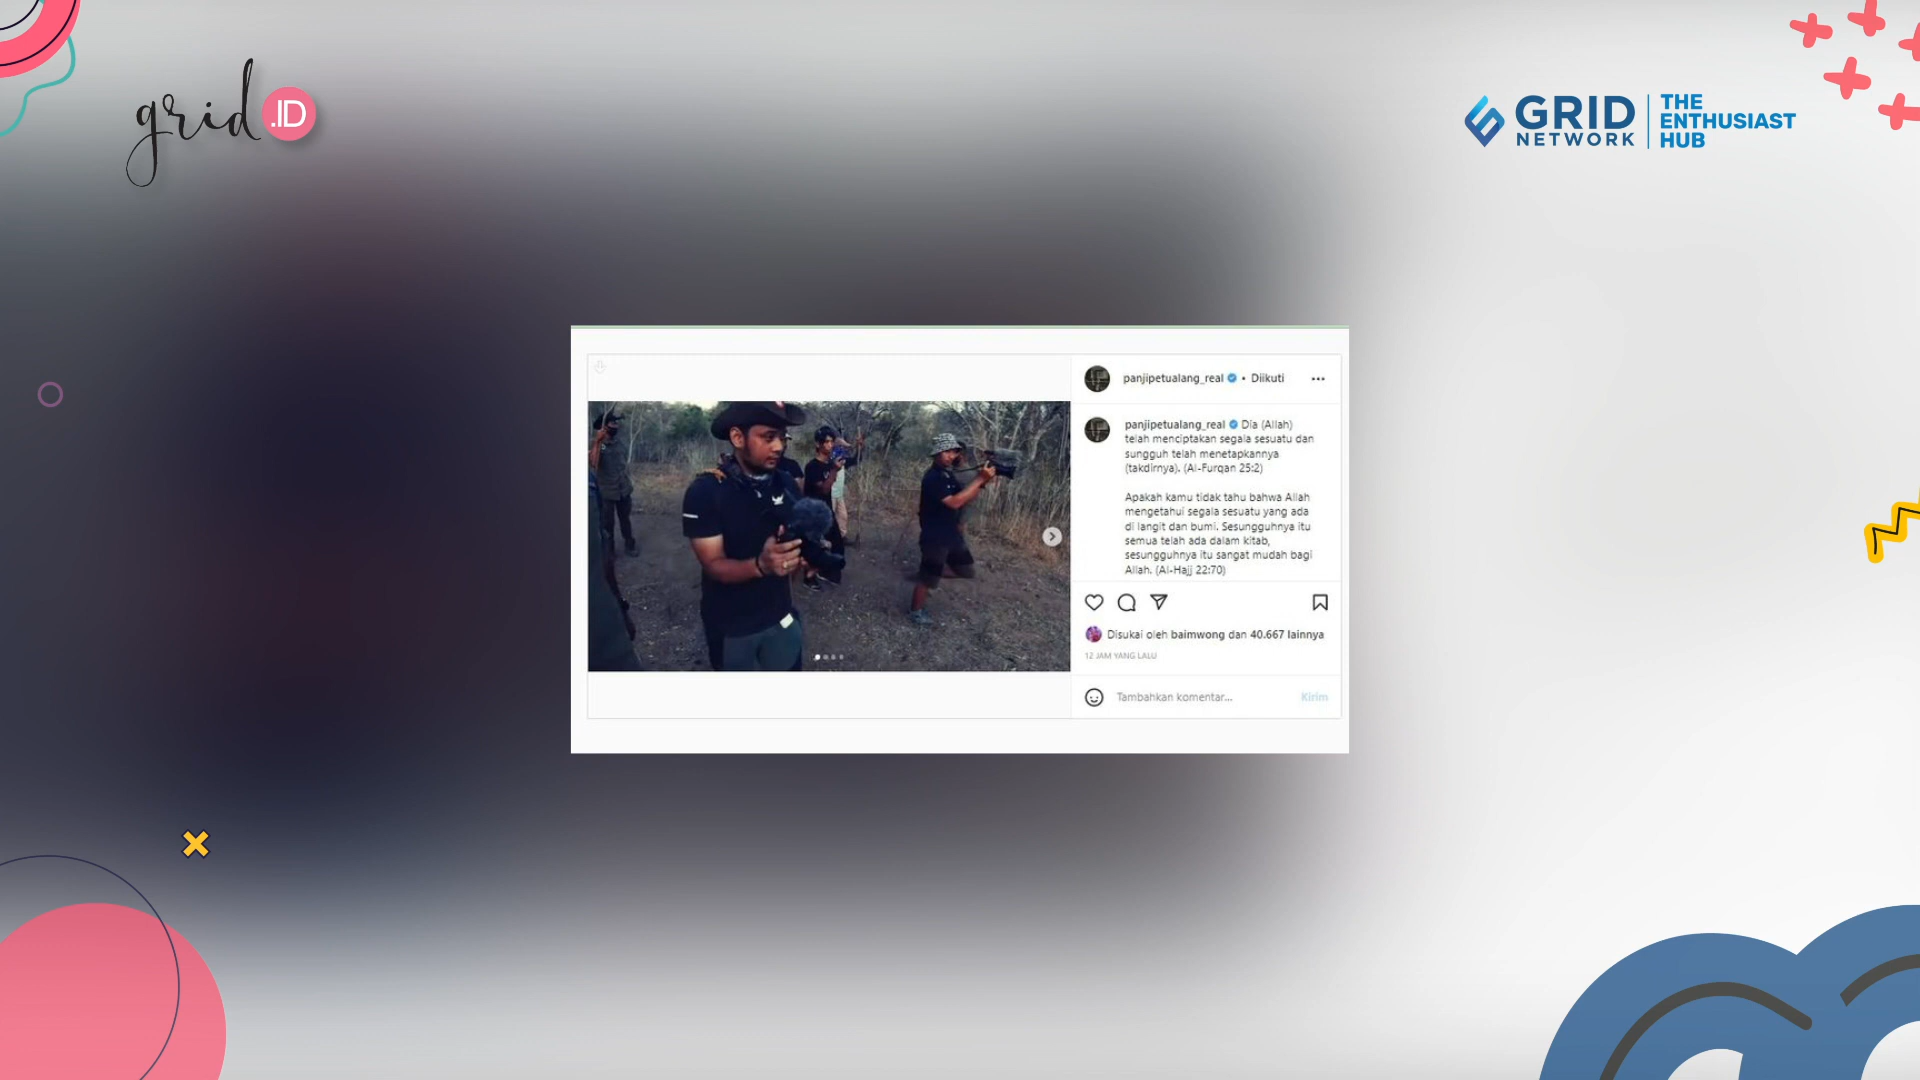 grid.ID
GRID
NETWORK
THE
ENTHUSIAST
HUB
panjipetualang_real • Diikuti
panjipetualang_real Dia (Allah)
telah menciptakan segala sesuatu dan
sungguh telah menetapkannya
(takdirnya). (Al-Furqan 25:2)
Apakah kamu tidak tahu bahwa Allah
mengetahui segala sesuatu yang ada
di langit dan bumi. Sesungguhnya itu
semua telah ada dalam kitab,
sesungguhnya itu sangat mudah bagi
Allah. (Al-Hajj 22:70)
Disukai oleh baimwong dan 40.667 lainnya
12 JAM YANG LALU
Tambahkan komentar... Kirim